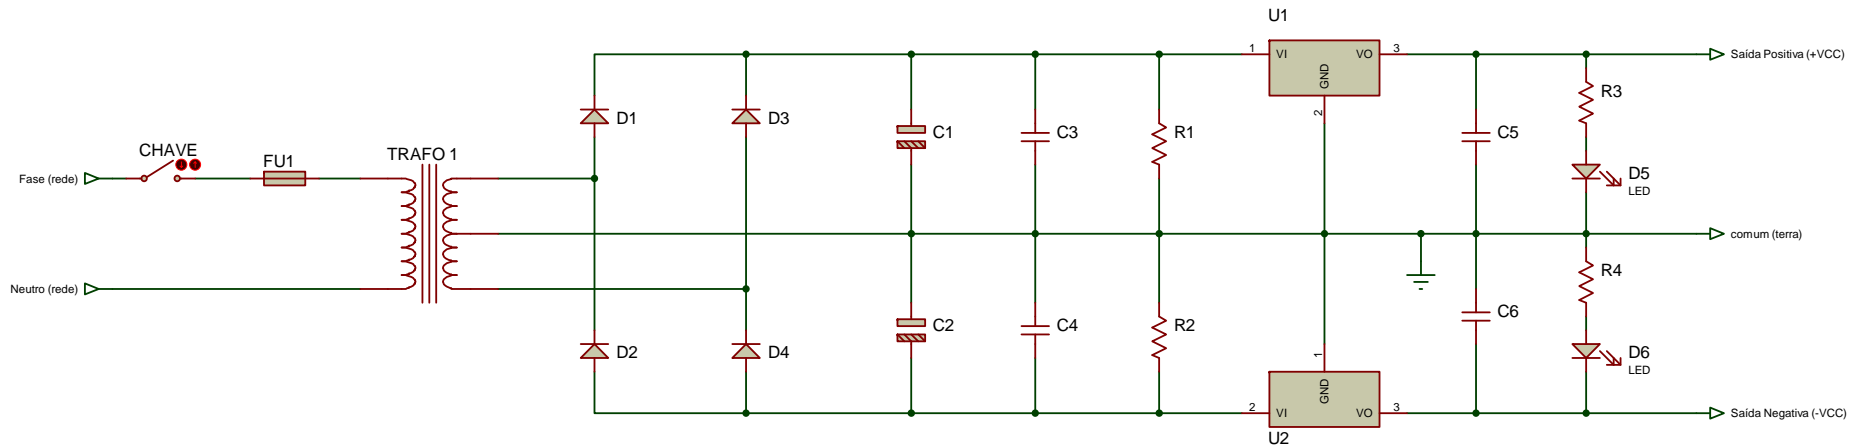 U1
1
VI
VO
3
Saída Positiva (+VCC)
GND
2
R3
D1
D3
C1
C3
R1
C5
CHAVE
FU1
TRAFO 1
Fase (rede)
D5
LED
comum (terra)
Neutro (rede)
R4
C2
C4
R2
C6
D2
D4
1
GND
D6
LED
2
VI
VO
3
Saída Negativa (-VCC)
U2